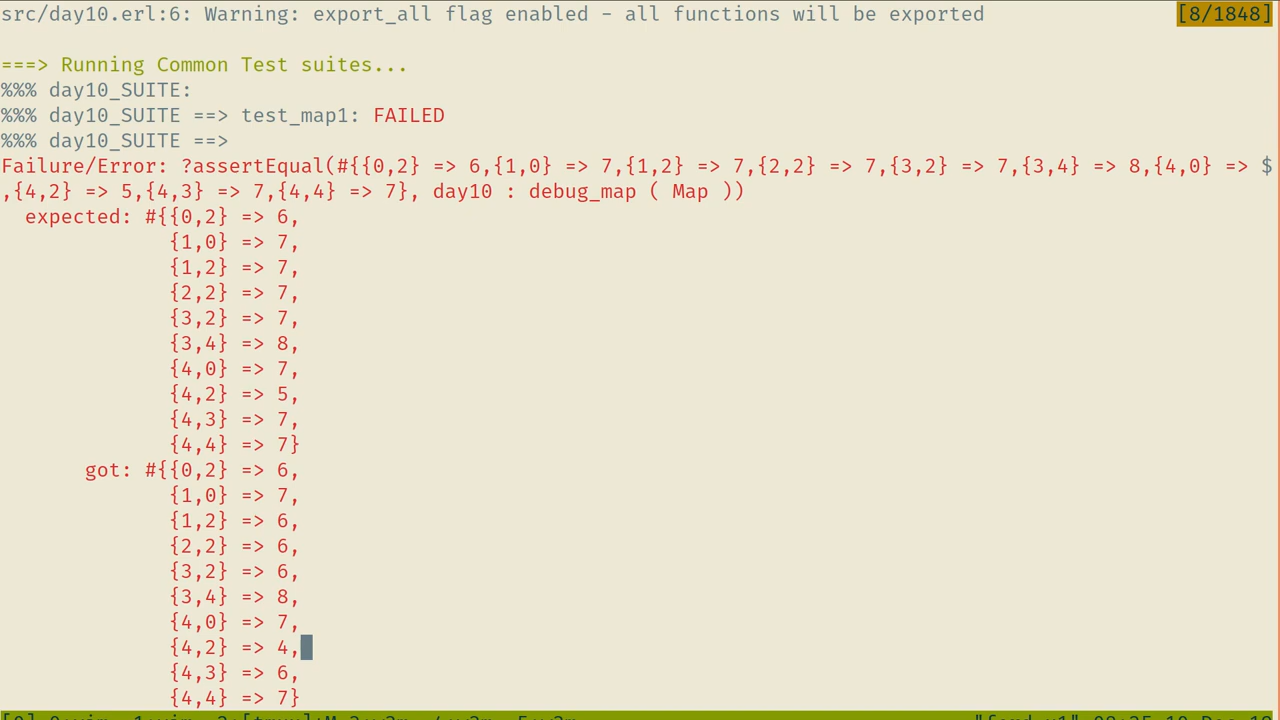 src/day10.erl:6: Warning: export_all flag enabled - all functions will be exported [8/1848]
===> Running Common Test suites...
%%% day10_SUITE:
%%% day10_SUITE ==> test_map1: FAILED
%%% day10_SUITE ==>
Failure/Error: ?assertEqual(#{{0,2} => 6,{1,0} => 7,{1,2} => 7,{2,2} => 7,{3,2} => 7,{3,4} => 8,{4,0} => $
,{4,2} => 5,{4,3} => 7,{4,4} => 7}, day10 : debug_map ( Map ))
expected: #{{0,2} => 6,
{1,0} => 7,
{1,2} => 7,
{2,2} => 7,
{3,2} => 7,
{3,4} => 8,
{4,0} => 7,
{4,2} => 5,
{4,3} => 7,
{4,4} => 7}
got: #{{0,2} => 6,
{1,0} => 7,
{1,2} => 6,
{2,2} => 6,
{3,2} => 6,
{3,4} => 8,
{4,0} => 7,
{4,2} => 4,
{4,3} => 6,
{4,4} => 7}